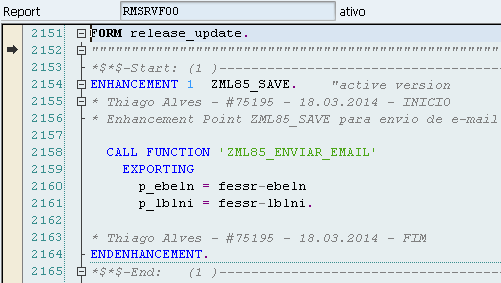 Report RMSRVF00 ativo
2151 FORM release_update.
2152 """"""""""""""""""""""""""""""""""""""""""""""""""""""""
2153 *$*$-Start: (1 )----------------------------------------
2154 ENHANCEMENT 1 ZML85_SAVE. "active version
2155 * Thiago Alves - #75195 - 18.03.2014 - INICIO
2156 * Enhancement Point ZML85_SAVE para envio de e-mail
2157
2158 CALL FUNCTION 'ZML85_ENVIAR_EMAIL'
2159 EXPORTING
2160 p_ebeln = fessr-ebeln
2161 p_lblni = fessr-lblni.
2162
2163 * Thiago Alves - #75195 - 18.03.2014 - FIM
2164 ENDENHANCEMENT.
2165 *$*$-End: (1 )----------------------------------------